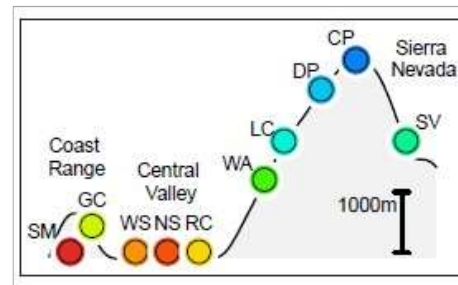 CP
Sierra
Nevada
DP
SV
LC
Coast
Range
Central
Valley
WA
GC
1000m
SM
WS NS RC